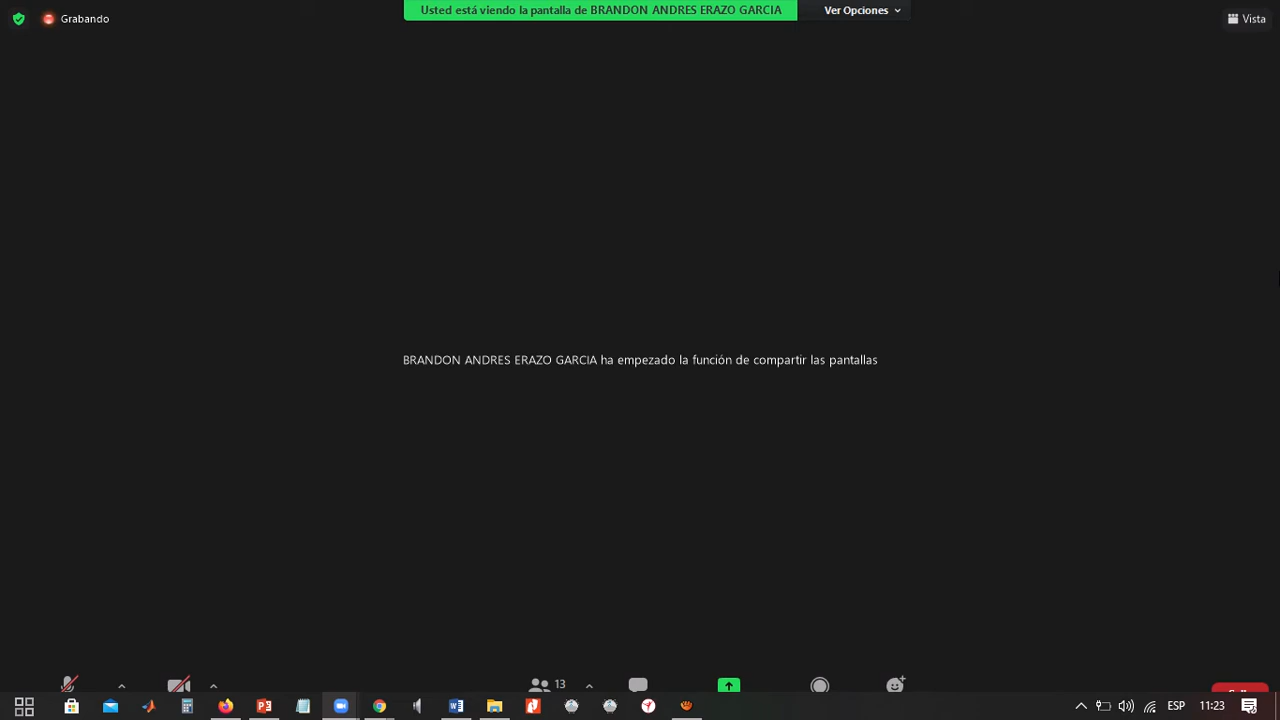 Grabando
Usted está viendo la pantalla de BRANDON ANDRES ERAZO GARCIA
Ver Opciones
Vista
BRANDON ANDRES ERAZO GARCIA ha empezado la función de compartir las pantallas
13
ESP
11:23